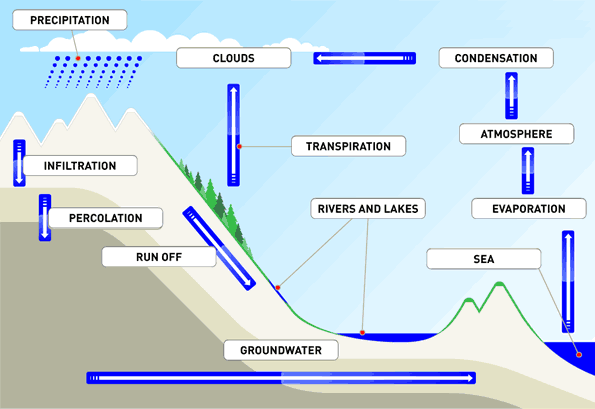 PRECIPITATION
CLOUDS
CONDENSATION
ATMOSPHERE
TRANSPIRATION
INFILTRATION
PERCOLATION
RIVERS AND LAKES
EVAPORATION
RUN OFF
SEA
GROUNDWATER